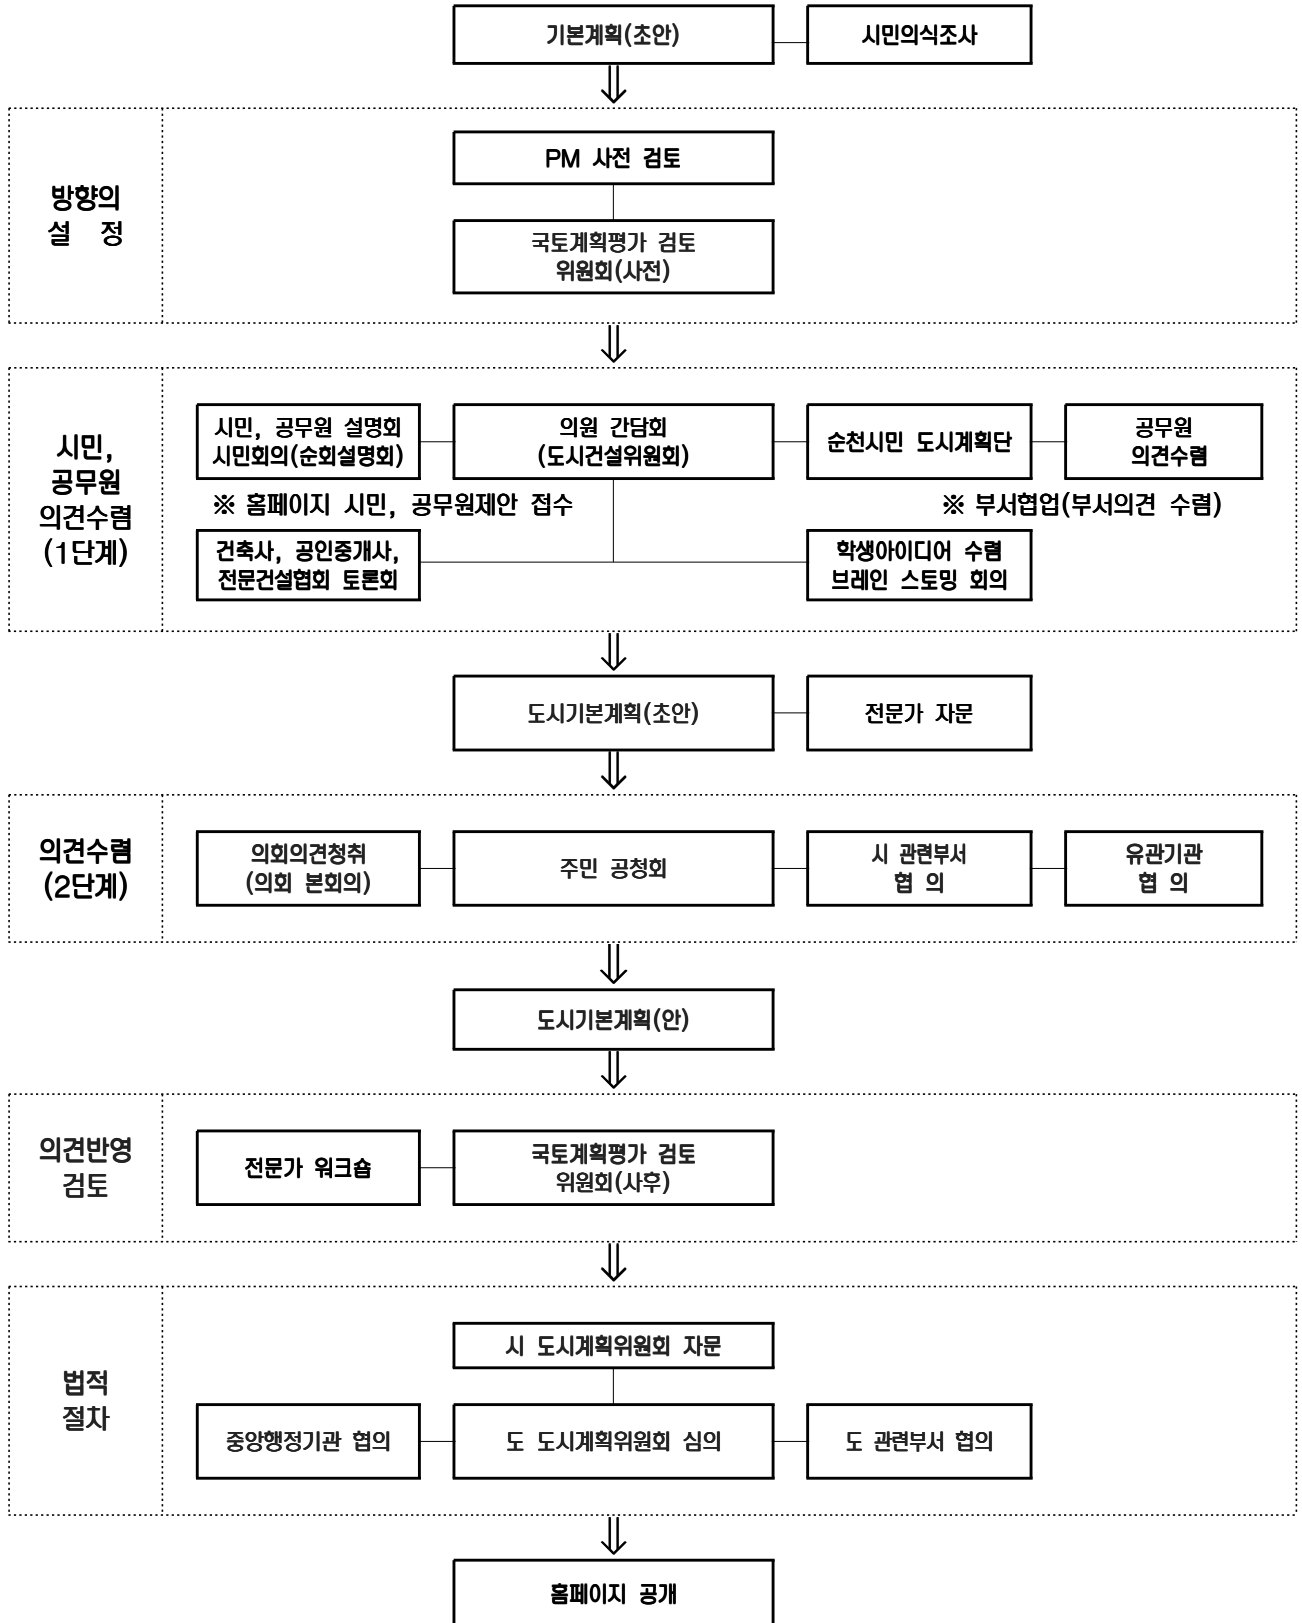 기본계획(초안)
시민의식조사
방향의
설 정
PM 사전 검토
국토계획평가 검토
위원회(사전)
시민,
공무원
의견수렴
(1단계)
시민, 공무원 설명회
시민회의(순회설명회)
의원 간담회
(도시건설위원회)
순천시민 도시계획단
공무원
의견수렴
※ 홈페이지 시민, 공무원제안 접수
※ 부서협업(부서의견 수렴)
건축사, 공인중개사,
전문건설협회 토론회
학생아이디어 수렴
브레인 스토밍 회의
도시기본계획(초안)
전문가 자문
의견수렴
(2단계)
의회의견청취
(의회 본회의)
주민 공청회
시 관련부서
협 의
유관기관
협 의
도시기본계획(안)
의견반영
검토
전문가 워크숍
국토계획평가 검토
위원회(사후)
법적
절차
시 도시계획위원회 자문
중앙행정기관 협의
도 도시계획위원회 심의
도 관련부서 협의
홈페이지 공개